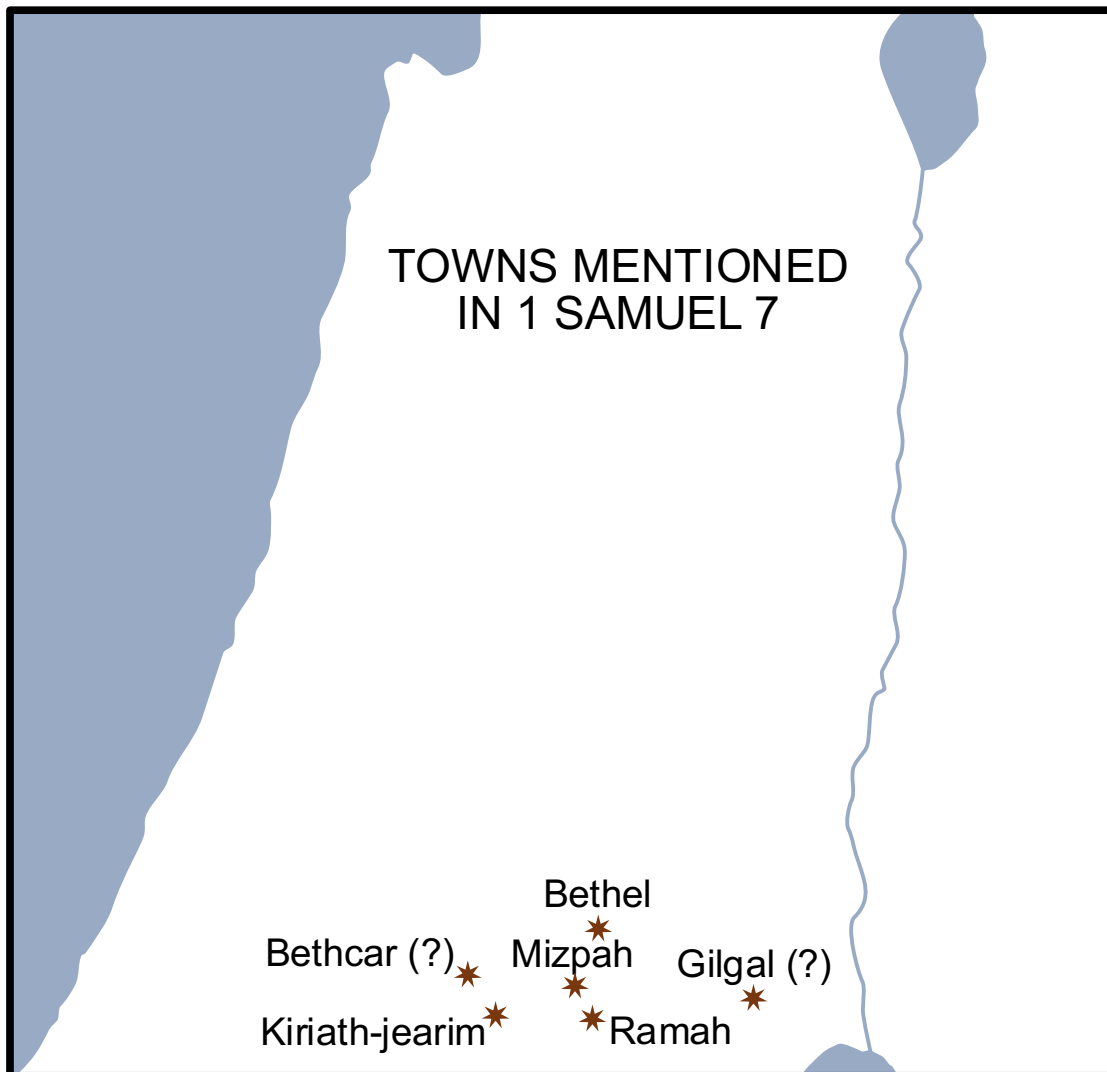 TOWNS MENTIONED
IN 1 SAMUEL 7
Bethel
Bethcar (?)
Mizpah
Gilgal (?)
Kiriath-jearim
Ramah